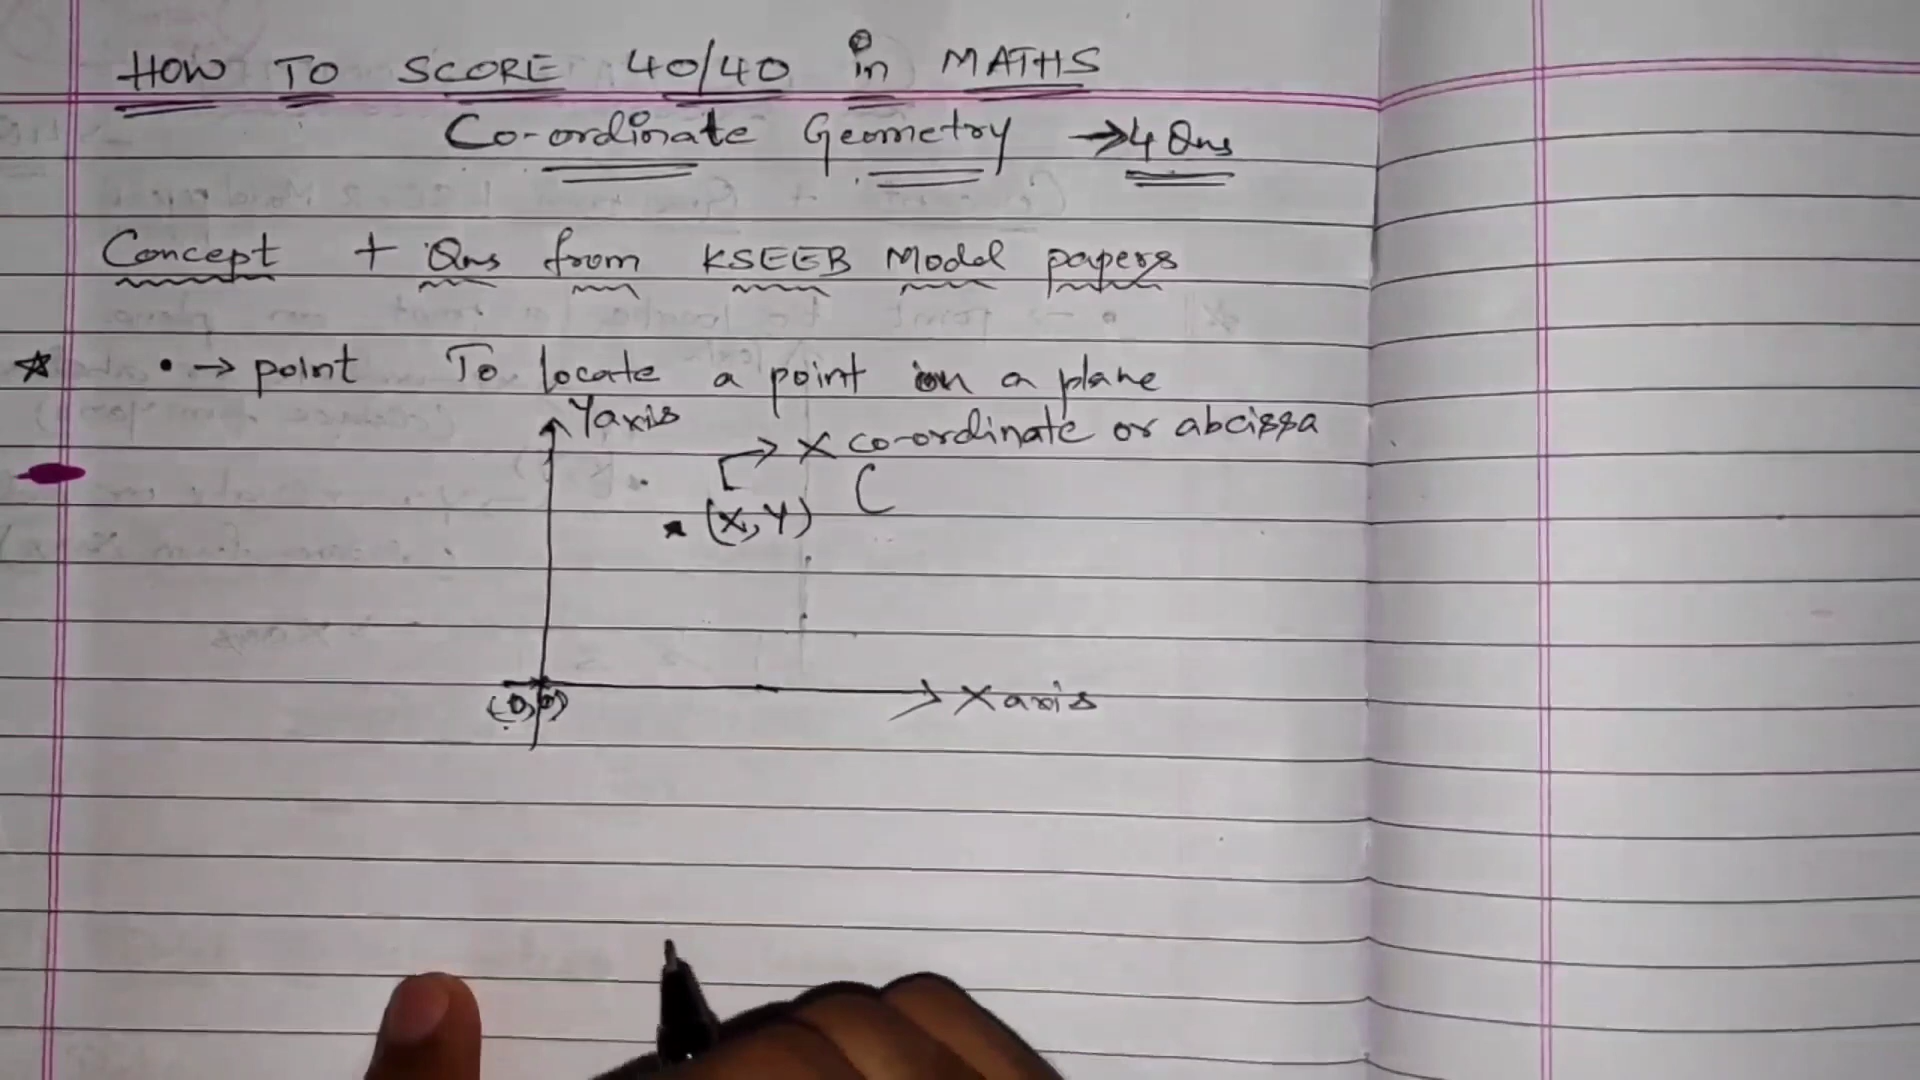 HOW TO SCORE 40/40 in MATHS
Co-ordinate Geometry → 4 Qns
Concept + Qns from KSEEB Model papers
☆ • → point To locate a point on a plane
Y axis
→ X co-ordinate or abcissa
(X, Y) (
(0,0)
X axis